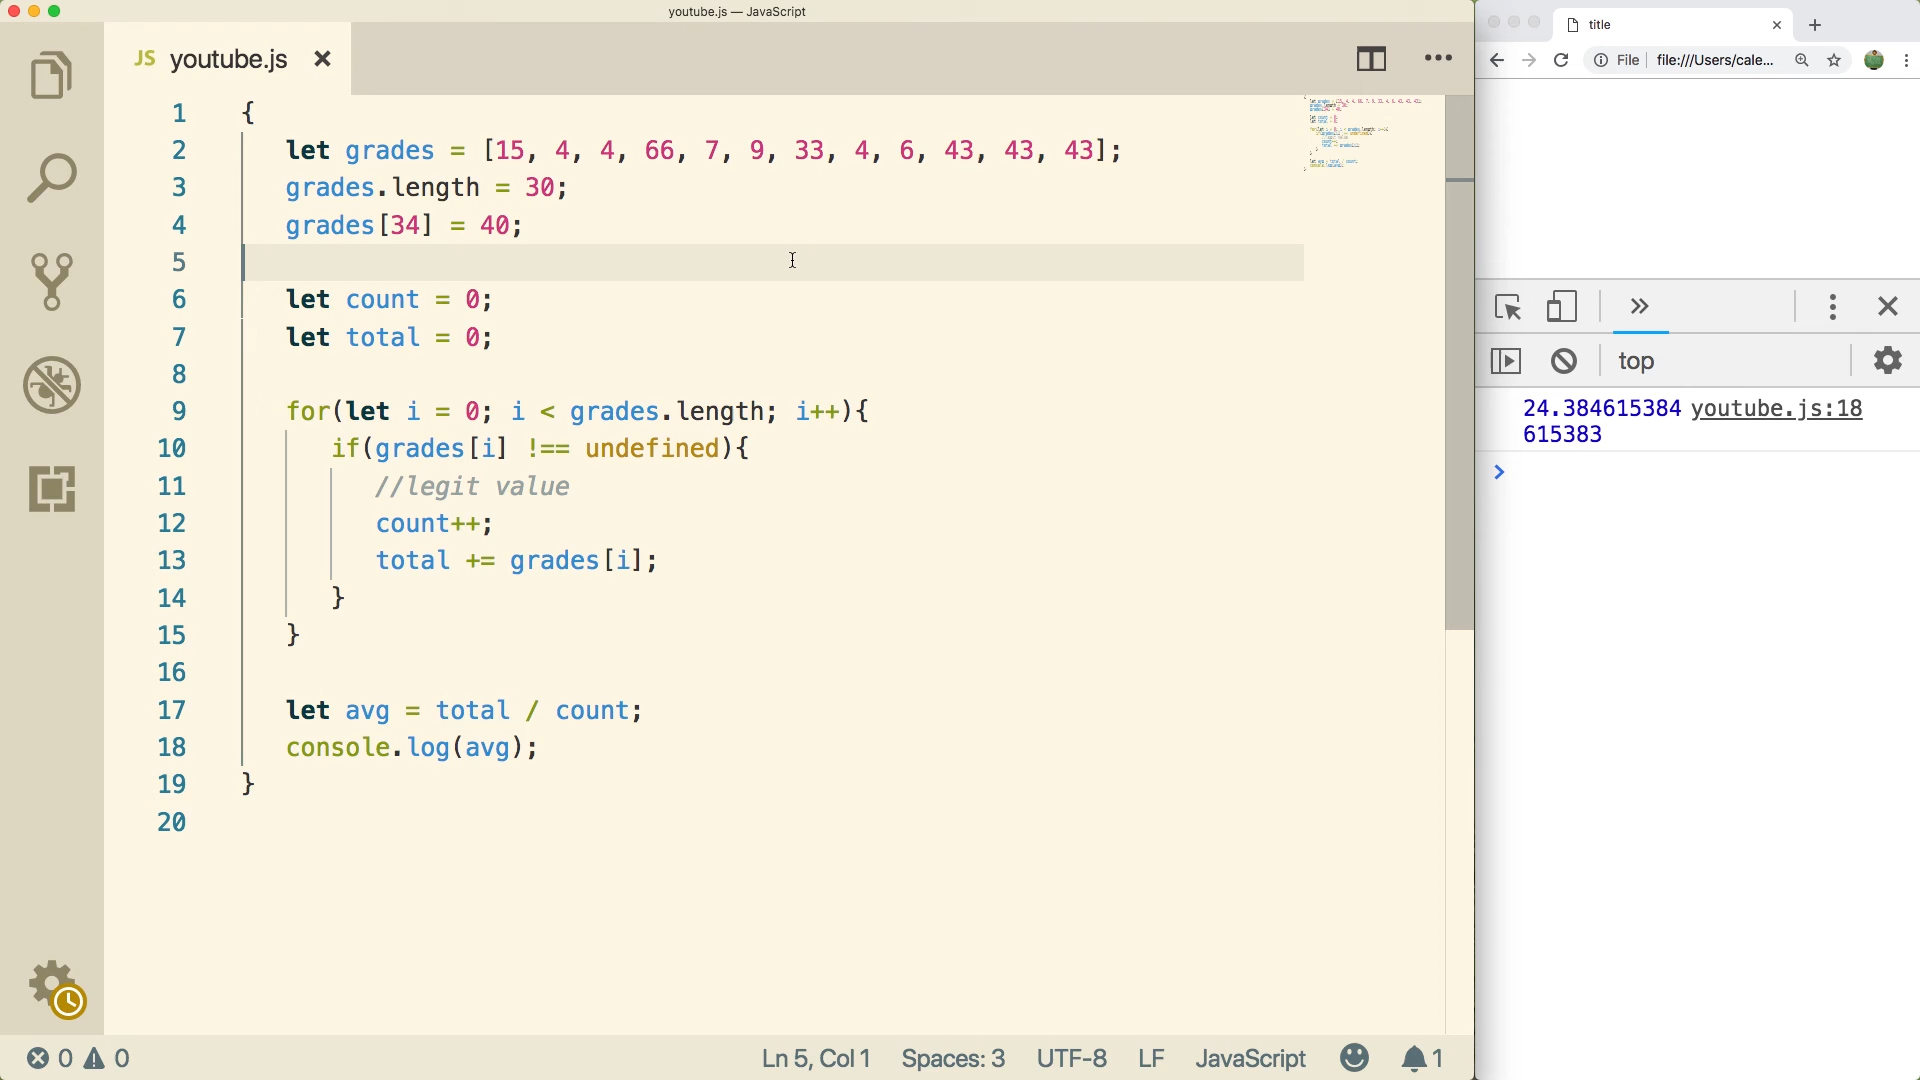 youtube.js — JavaScript
JS youtube.js
1 {
2 let grades = [15, 4, 4, 66, 7, 9, 33, 4, 6, 43, 43, 43];
3 grades.length = 30;
4 grades[34] = 40;
5
6 let count = 0;
7 let total = 0;
8
9 for(let i = 0; i < grades.length; i++){
10 if(grades[i] !== undefined){
11 //legit value
12 count++;
13 total += grades[i];
14 }
15 }
16
17 let avg = total / count;
18 console.log(avg);
19 }
20
0 0
Ln 5, Col 1 Spaces: 3 UTF-8 LF JavaScript 1
title
File file:///Users/cale...
top
24.384615384 youtube.js:18
615383